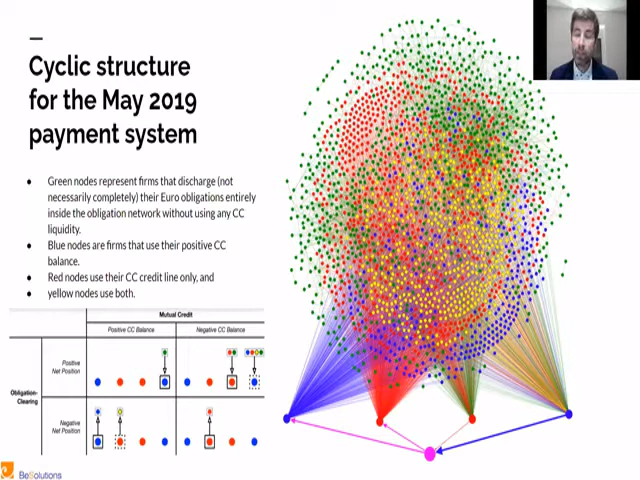 Cyclic structure
for the May 2019
payment system
● Green nodes represent firms that discharge (not
necessarily completely) their Euro obligations entirely
inside the obligation network without using any CC
liquidity.
● Blue nodes are firms that use their positive CC
balance.
● Red nodes use their CC credit line only, and
● yellow nodes use both.
Mutual Credit
Positive CC Balance
Negative CC Balance
Positive
Net Position
Obligation-
Clearing
Negative
Net Position
BeSolutions